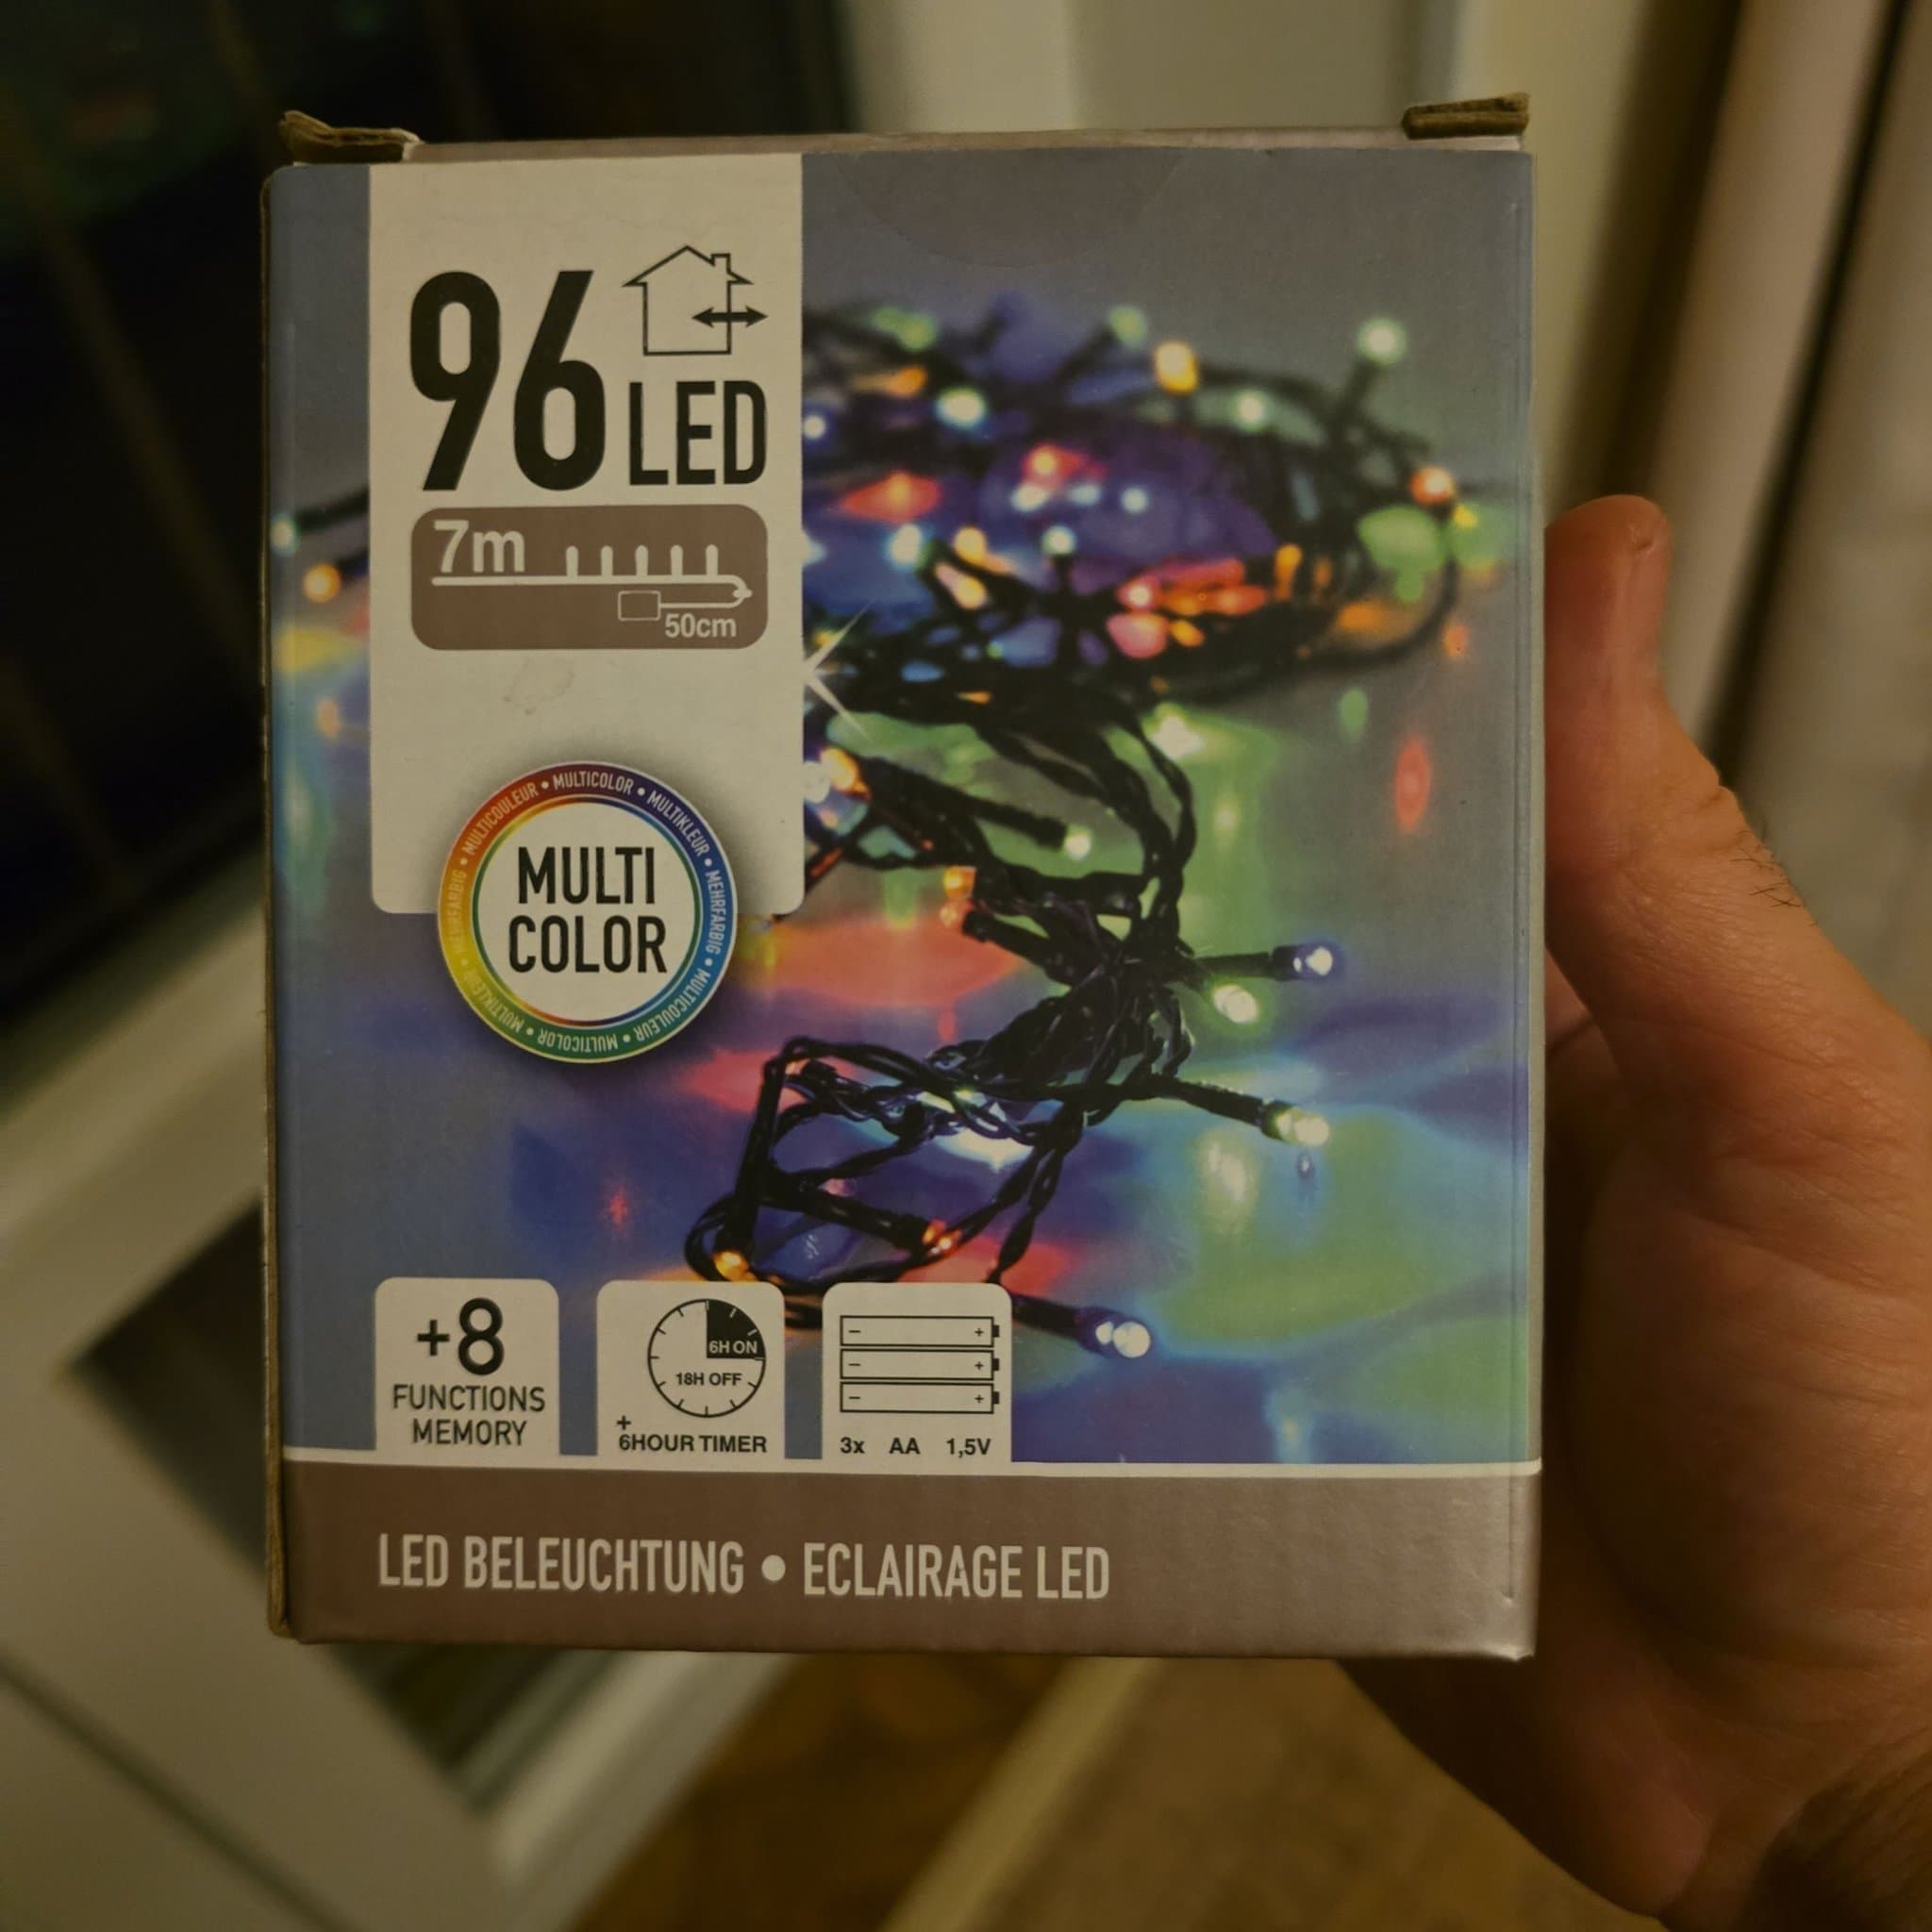 96 LED
7m
50cm
MULTICOULEUR • MULTICOLOR • MULTIKLEUR • MEHRFARBIG • MULTICOULEUR • MULTICOLOR • MULTIKLEUR • MEHRFARBIG •
MULTI
COLOR
+8
FUNCTIONS
MEMORY
6H ON
18H OFF
+
6HOUR TIMER
- +
- +
- +
3x AA 1,5V
LED BELEUCHTUNG • ECLAIRAGE LED